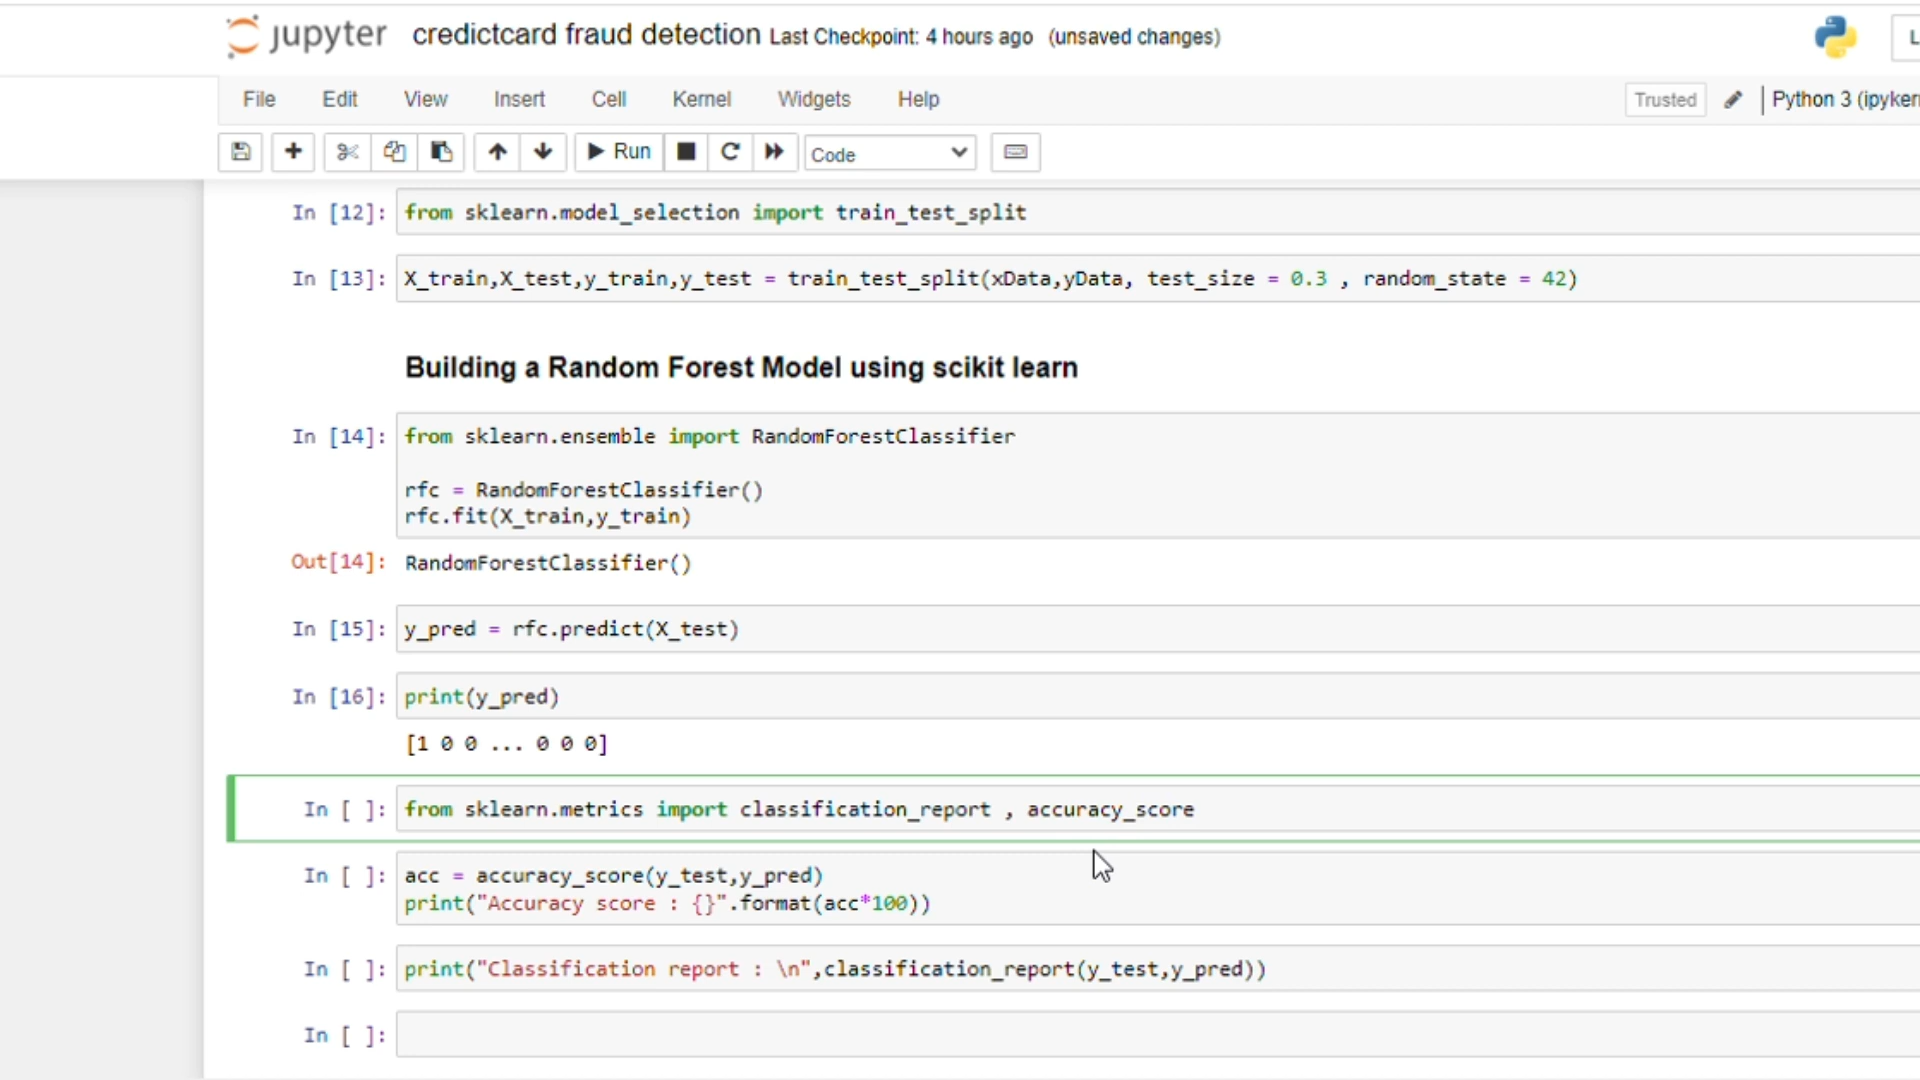 jupyter credictcard fraud detection Last Checkpoint: 4 hours ago (unsaved changes)
File Edit View Insert Cell Kernel Widgets Help Trusted Python 3 (ipyker
Run Code
In [12]: from sklearn.model_selection import train_test_split
In [13]: X_train,X_test,y_train,y_test = train_test_split(xData,yData, test_size = 0.3 , random_state = 42)
Building a Random Forest Model using scikit learn
In [14]: from sklearn.ensemble import RandomForestClassifier
rfc = RandomForestClassifier()
rfc.fit(X_train,y_train)
Out[14]: RandomForestClassifier()
In [15]: y_pred = rfc.predict(X_test)
In [16]: print(y_pred)
[1 0 0 ... 0 0 0]
In [ ]: from sklearn.metrics import classification_report , accuracy_score
In [ ]: acc = accuracy_score(y_test,y_pred)
print("Accuracy score : {}".format(acc*100))
In [ ]: print("Classification report : \n",classification_report(y_test,y_pred))
In [ ]: